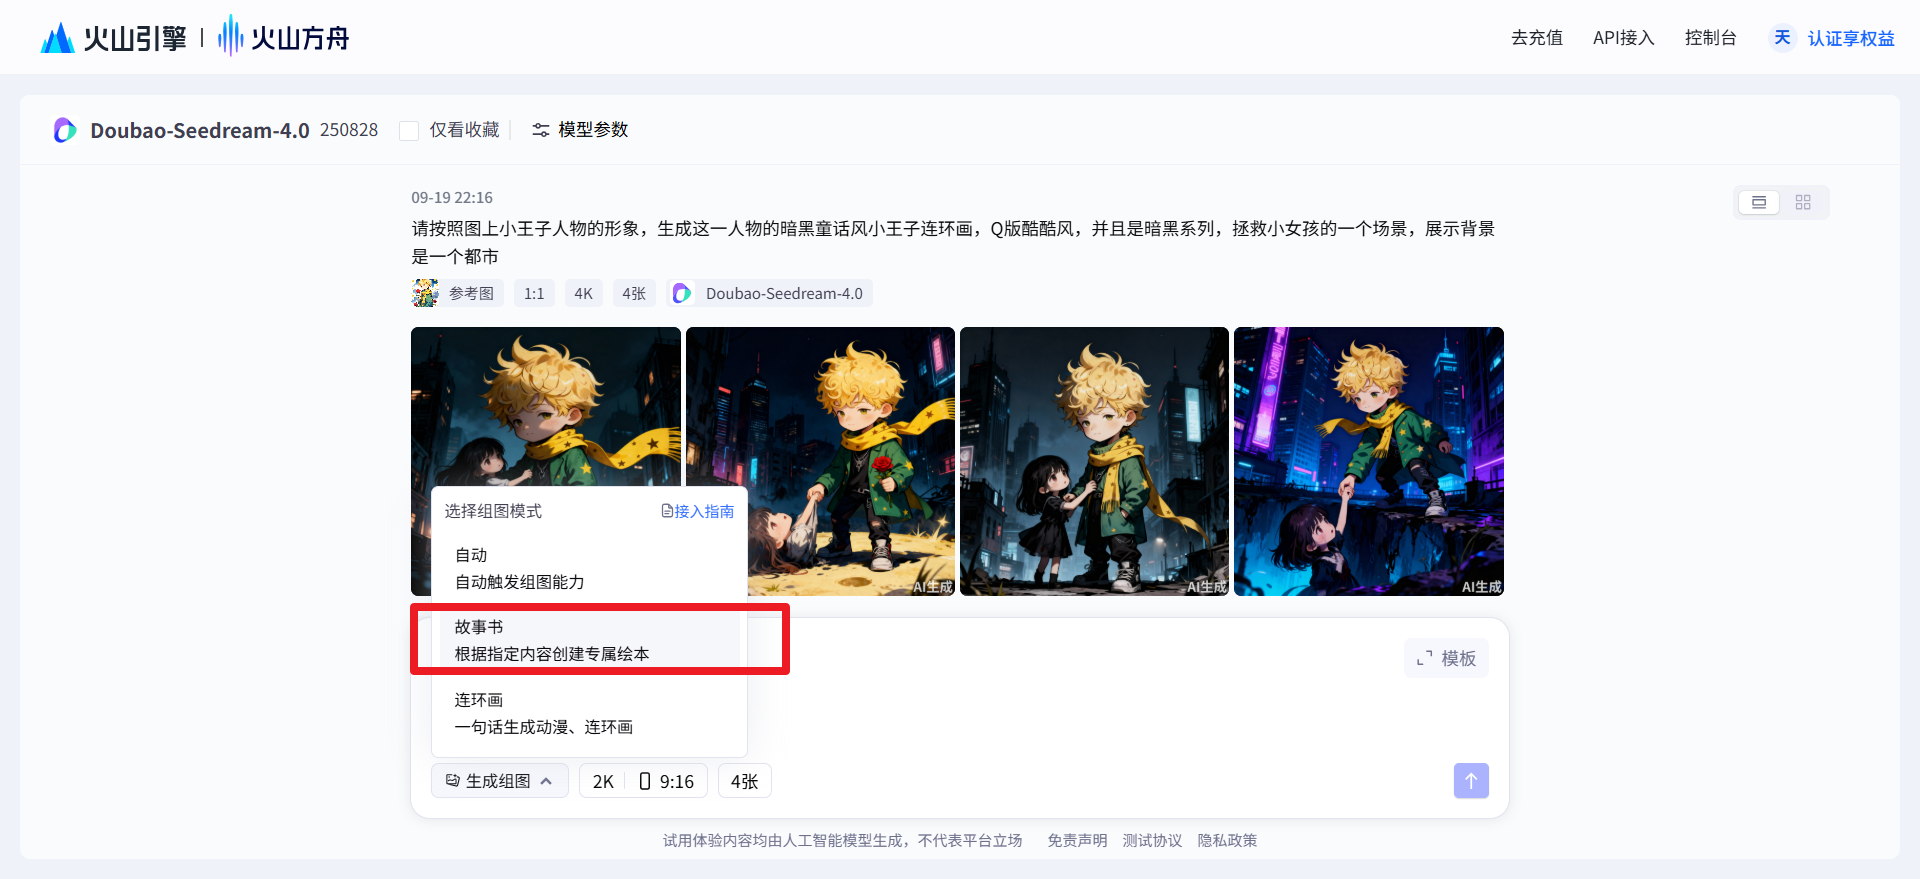 火山引擎 | 火山方舟
去充值 API接入 控制台 天 认证享权益
Doubao-Seedream-4.0 250828 仅看收藏 模型参数
09-19 22:16
请按照图上小王子人物的形象，生成这一人物的暗黑童话风小王子连环画，Q版酷酷风，并且是暗黑系列，拯救小女孩的一个场景，展示背景
是一个都市
参考图 1:1 4K 4张 Doubao-Seedream-4.0
AI生成 AI生成 AI生成
选择组图模式 接入指南
自动
自动触发组图能力
故事书
根据指定内容创建专属绘本
模板
连环画
一句话生成动漫、连环画
生成组图 2K 9:16 4张
试用体验内容均由人工智能模型生成，不代表平台立场 免责声明 测试协议 隐私政策